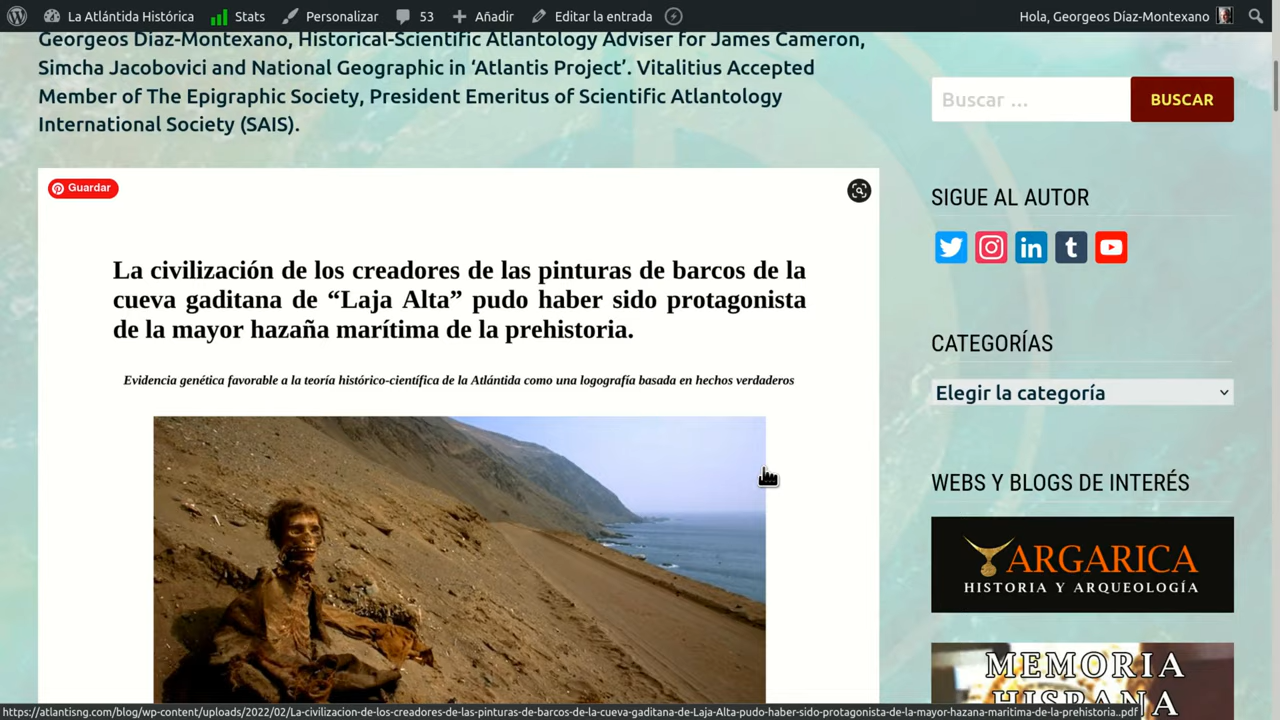 La Atlántida Histórica
Stats
Personalizar
53
Añadir
Editar la entrada
Hola, Georgeos Díaz-Montexano
Georgeos Díaz-Montexano, Historical-Scientific Atlantology Adviser for James Cameron,
Simcha Jacobovici and National Geographic in ‘Atlantis Project’. Vitalitius Accepted
Member of The Epigraphic Society, President Emeritus of Scientific Atlantology
International Society (SAIS).
Guardar
La civilización de los creadores de las pinturas de barcos de la
cueva gaditana de “Laja Alta” pudo haber sido protagonista
de la mayor hazaña marítima de la prehistoria.
Evidencia genética favorable a la teoría histórico-científica de la Atlántida como una logografía basada en hechos verdaderos
Buscar ...
BUSCAR
SIGUE AL AUTOR
CATEGORÍAS
Elegir la categoría
WEBS Y BLOGS DE INTERÉS
ARGARICA
HISTORIA Y ARQUEOLOGÍA
MEMORIA
HISPANA
https://atlantisng.com/blog/wp-content/uploads/2022/02/La-civilizacion-de-los-creadores-de-las-pinturas-de-barcos-de-la-cueva-gaditana-de-Laja-Alta-pudo-haber-sido-protagonista-de-la-mayor-hazana-maritima-de-la-prehistoria..pdf